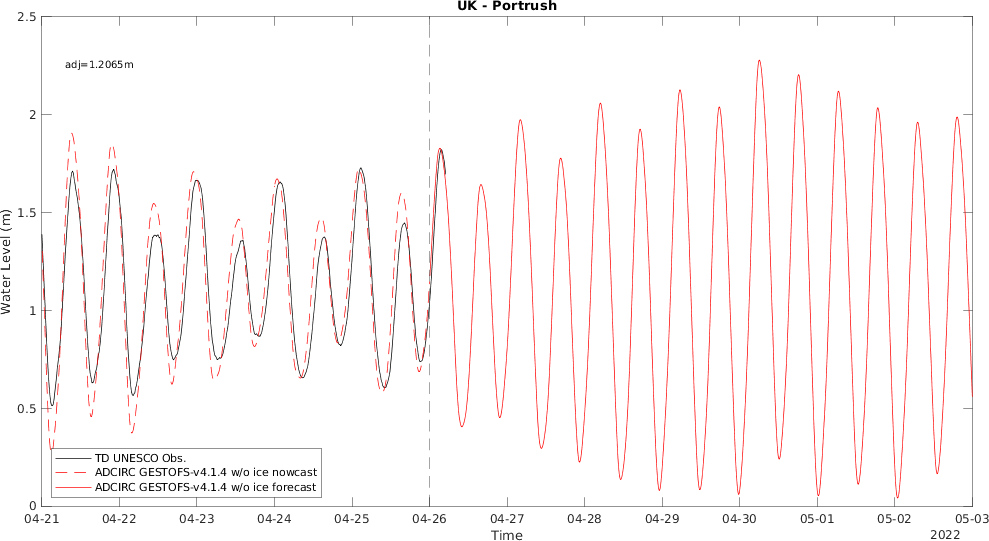 UK - Portrush
adj=1.2065m
2.5
2
1.5
1
0.5
0
Water Level (m)
TD UNESCO Obs.
ADCIRC GESTOFS-v4.1.4 w/o ice nowcast
ADCIRC GESTOFS-v4.1.4 w/o ice forecast
04-21 04-22 04-23 04-24 04-25 04-26 04-27 04-28 04-29 04-30 05-01 05-02 05-03
Time
2022